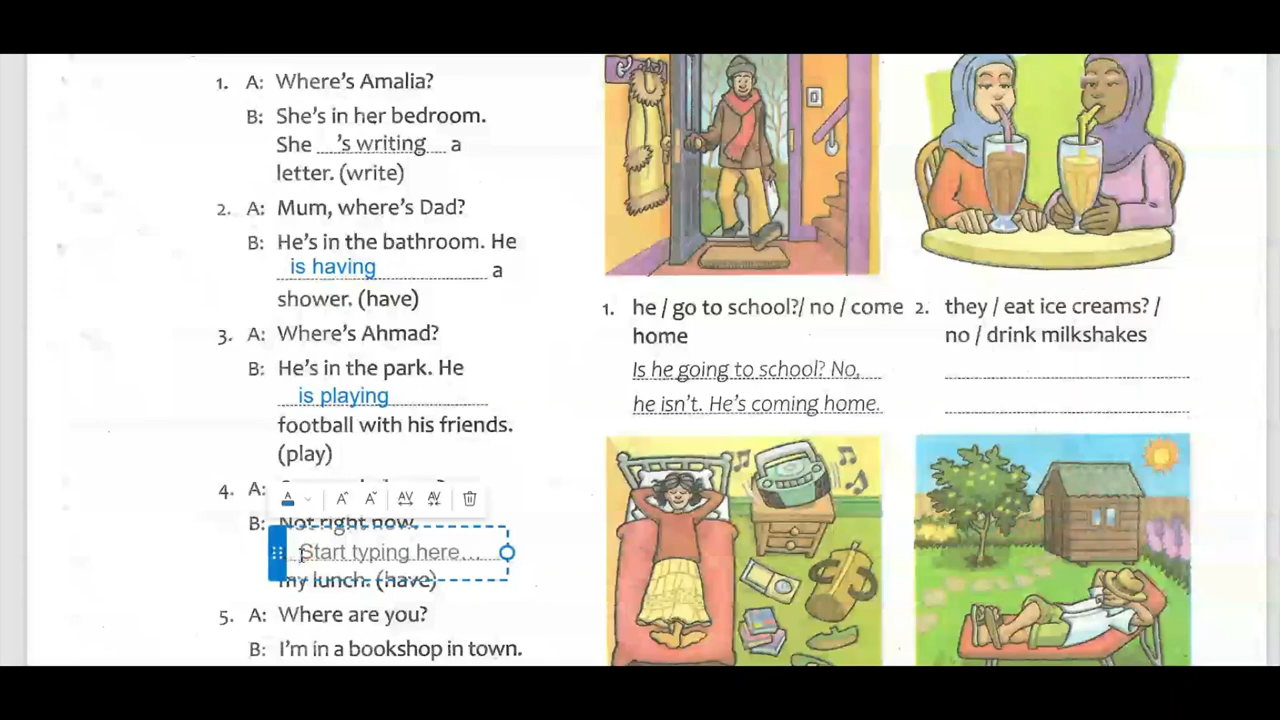 1. A: Where's Amalia?
B: She's in her bedroom.
She 's writing a
letter. (write)
2. A: Mum, where's Dad?
B: He's in the bathroom. He
is having a
shower. (have)
3. A: Where's Ahmad?
B: He's in the park. He
is playing
football with his friends.
(play)
4. A:
B: Not right now.
Start typing here...
my lunch. (have)
5. A: Where are you?
B: I'm in a bookshop in town.
1. he / go to school?/ no / come
home
Is he going to school? No,
he isn't. He's coming home.
2. they / eat ice creams? /
no / drink milkshakes